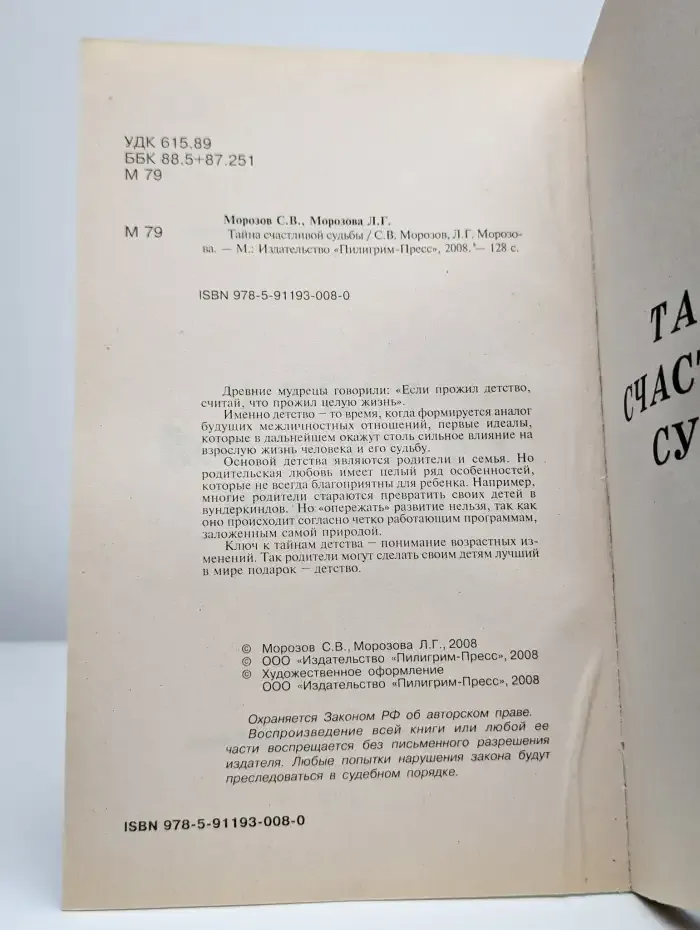 УДК 615.89
ББК 88.5+87.251
М 79
Морозов С.В., Морозова Л.Г.
М 79
Тайна счастливой судьбы / С.В. Морозов, Л.Г. Морозо-
ва. — М.: Издательство «Пилигрим-Пресс», 2008. — 128 с.
ISBN 978-5-91193-008-0
Древние мудрецы говорили: «Если прожил детство,
считай, что прожил целую жизнь».
Именно детство – то время, когда формируется аналог
будущих межличностных отношений, первые идеалы,
которые в дальнейшем окажут столь сильное влияние на
взрослую жизнь человека и его судьбу.
Основой детства являются родители и семья. Но
родительская любовь имеет целый ряд особенностей,
которые не всегда благоприятны для ребенка. Например,
многие родители стараются превратить своих детей в
вундеркиндов. Но «опережать» развитие нельзя, так как
оно происходит согласно четко работающим программам,
заложенным самой природой.
Ключ к тайнам детства – понимание возрастных из-
менений. Так родители могут сделать своим детям лучший
в мире подарок – детство.
© Морозов С.В., Морозова Л.Г., 2008
© ООО «Издательство «Пилигрим-Пресс», 2008
© Художественное оформление
ООО «Издательство «Пилигрим-Пресс», 2008
Охраняется Законом РФ об авторском праве.
Воспроизведение всей книги или любой ее
части воспрещается без письменного разрешения
издателя. Любые попытки нарушения закона будут
преследоваться в судебном порядке.
ISBN 978-5-91193-008-0
ТА
СЧАСТ
СУ